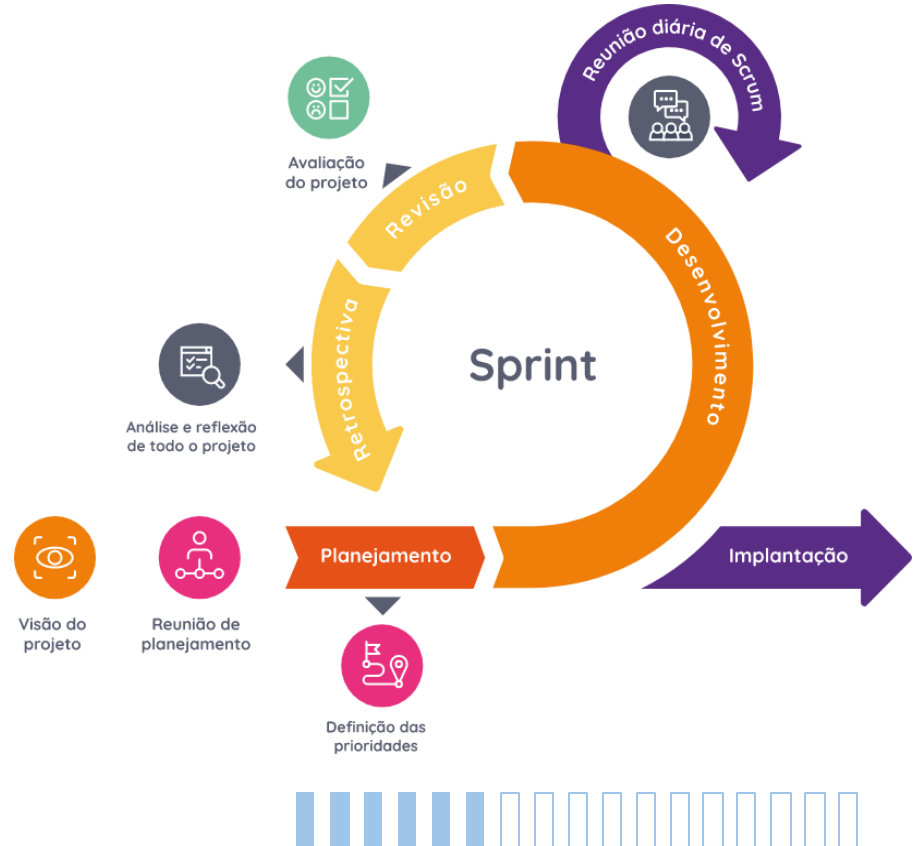 Reunião diária de Scrum
Avaliação
do projeto
Revisão
Desenvolvimento
Retrospectiva
Sprint
Análise e reflexão
de todo o projeto
Planejamento
Implantação
Visão do
projeto
Reunião de
planejamento
Definição das
prioridades